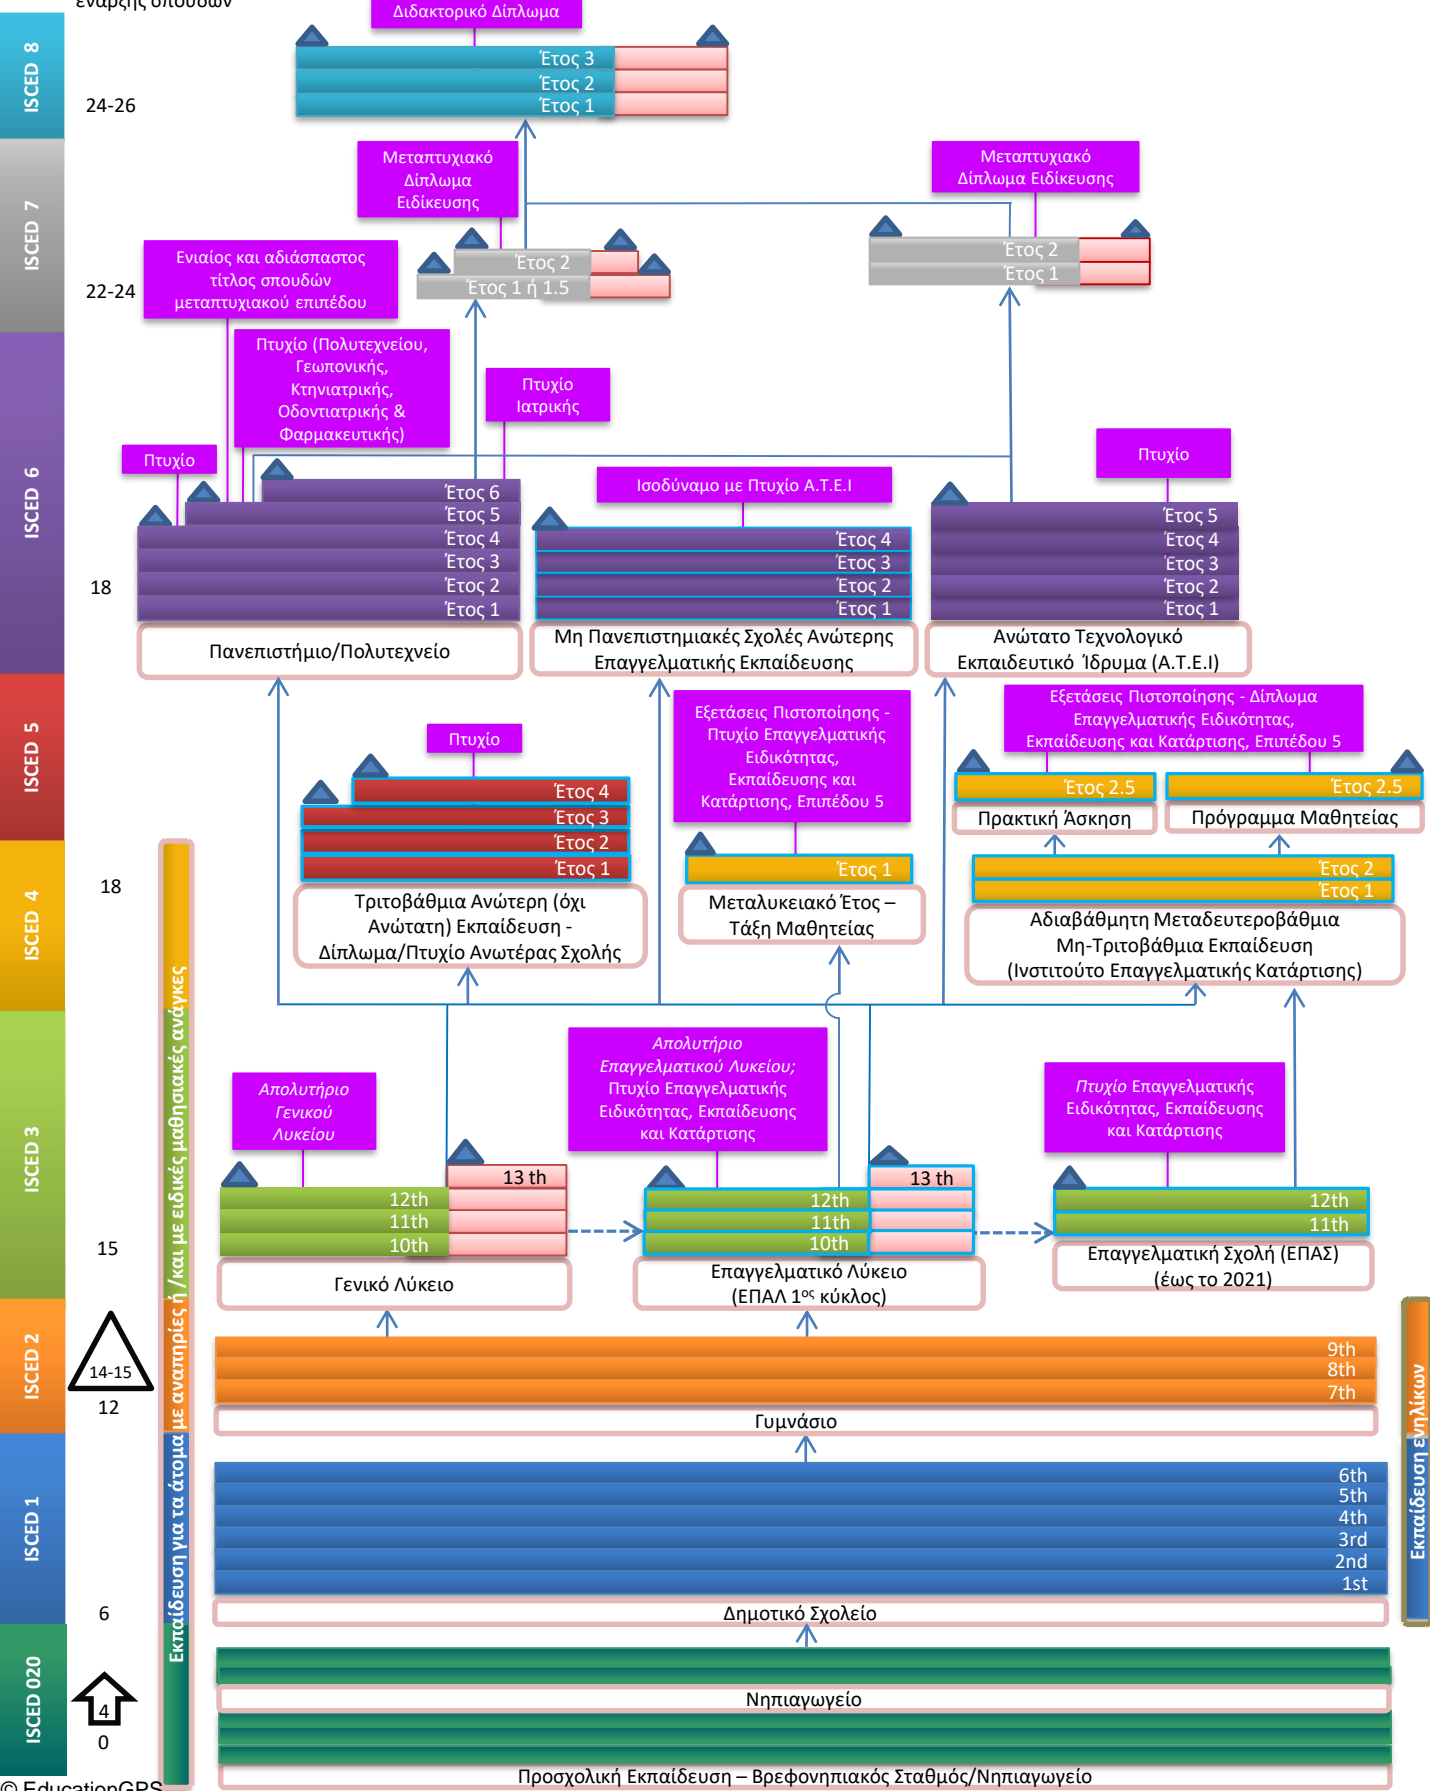 έναρξης σπουδών
ISCED 8
24-26
Διδακτορικό Δίπλωμα
Έτος 3
Έτος 2
Έτος 1
ISCED 7
22-24
Μεταπτυχιακό
Δίπλωμα
Ειδίκευσης
Μεταπτυχιακό
Δίπλωμα Ειδίκευσης
Έτος 2
Έτος 1 ή 1.5
Έτος 2
Έτος 1
Ενιαίος και αδιάσπαστος
τίτλος σπουδών
μεταπτυχιακού επιπέδου
Πτυχίο (Πολυτεχνείου,
Γεωπονικής,
Κτηνιατρικής,
Οδοντιατρικής &
Φαρμακευτικής)
Πτυχίο
Ιατρικής
ISCED 6
18
Πτυχίο
Έτος 6
Έτος 5
Έτος 4
Έτος 3
Έτος 2
Έτος 1
Πανεπιστήμιο/Πολυτεχνείο
Ισοδύναμο με Πτυχίο Α.Τ.Ε.Ι
Έτος 4
Έτος 3
Έτος 2
Έτος 1
Μη Πανεπιστημιακές Σχολές Ανώτερης
Επαγγελματικής Εκπαίδευσης
Πτυχίο
Έτος 5
Έτος 4
Έτος 3
Έτος 2
Έτος 1
Ανώτατο Τεχνολογικό
Εκπαιδευτικό Ίδρυμα (Α.Τ.Ε.Ι)
ISCED 5
Πτυχίο
Έτος 4
Έτος 3
Έτος 2
Έτος 1
Τριτοβάθμια Ανώτερη (όχι
Ανώτατη) Εκπαίδευση -
Δίπλωμα/Πτυχίο Ανωτέρας Σχολής
Εξετάσεις Πιστοποίησης -
Πτυχίο Επαγγελματικής
Ειδικότητας,
Εκπαίδευσης και
Κατάρτισης, Επιπέδου 5
Έτος 1
Μεταλυκειακό Έτος –
Τάξη Μαθητείας
Εξετάσεις Πιστοποίησης - Δίπλωμα
Επαγγελματικής Ειδικότητας,
Εκπαίδευσης και Κατάρτισης, Επιπέδου 5
Έτος 2.5
Πρακτική Άσκηση
Έτος 2.5
Πρόγραμμα Μαθητείας
Έτος 2
Έτος 1
Αδιαβάθμητη Μεταδευτεροβάθμια
Μη-Τριτοβάθμια Εκπαίδευση
(Ινστιτούτο Επαγγελματικής Κατάρτισης)
ISCED 4
18
Εκπαίδευση για τα άτομα με αναπηρίες ή /και με ειδικές μαθησιακές ανάγκες
ISCED 3
15
Απολυτήριο
Γενικού
Λυκείου
13 th
12th
11th
10th
Γενικό Λύκειο
Απολυτήριο
Επαγγελματικού Λυκείου;
Πτυχίο Επαγγελματικής
Ειδικότητας, Εκπαίδευσης
και Κατάρτισης
13 th
12th
11th
10th
Επαγγελματικό Λύκειο
(ΕΠΑΛ 1ος κύκλος)
Πτυχίο Επαγγελματικής
Ειδικότητας, Εκπαίδευσης
και Κατάρτισης
12th
11th
Επαγγελματική Σχολή (ΕΠΑΣ)
(έως το 2021)
ISCED 2
14-15
12
9th
8th
7th
Γυμνάσιο
Εκπαίδευση ενηλίκων
ISCED 1
6
6th
5th
4th
3rd
2nd
1st
Δημοτικό Σχολείο
ISCED 020
4
0
Νηπιαγωγείο
Προσχολική Εκπαίδευση – Βρεφονηπιακός Σταθμός/Νηπιαγωγείο
© EducationGPS